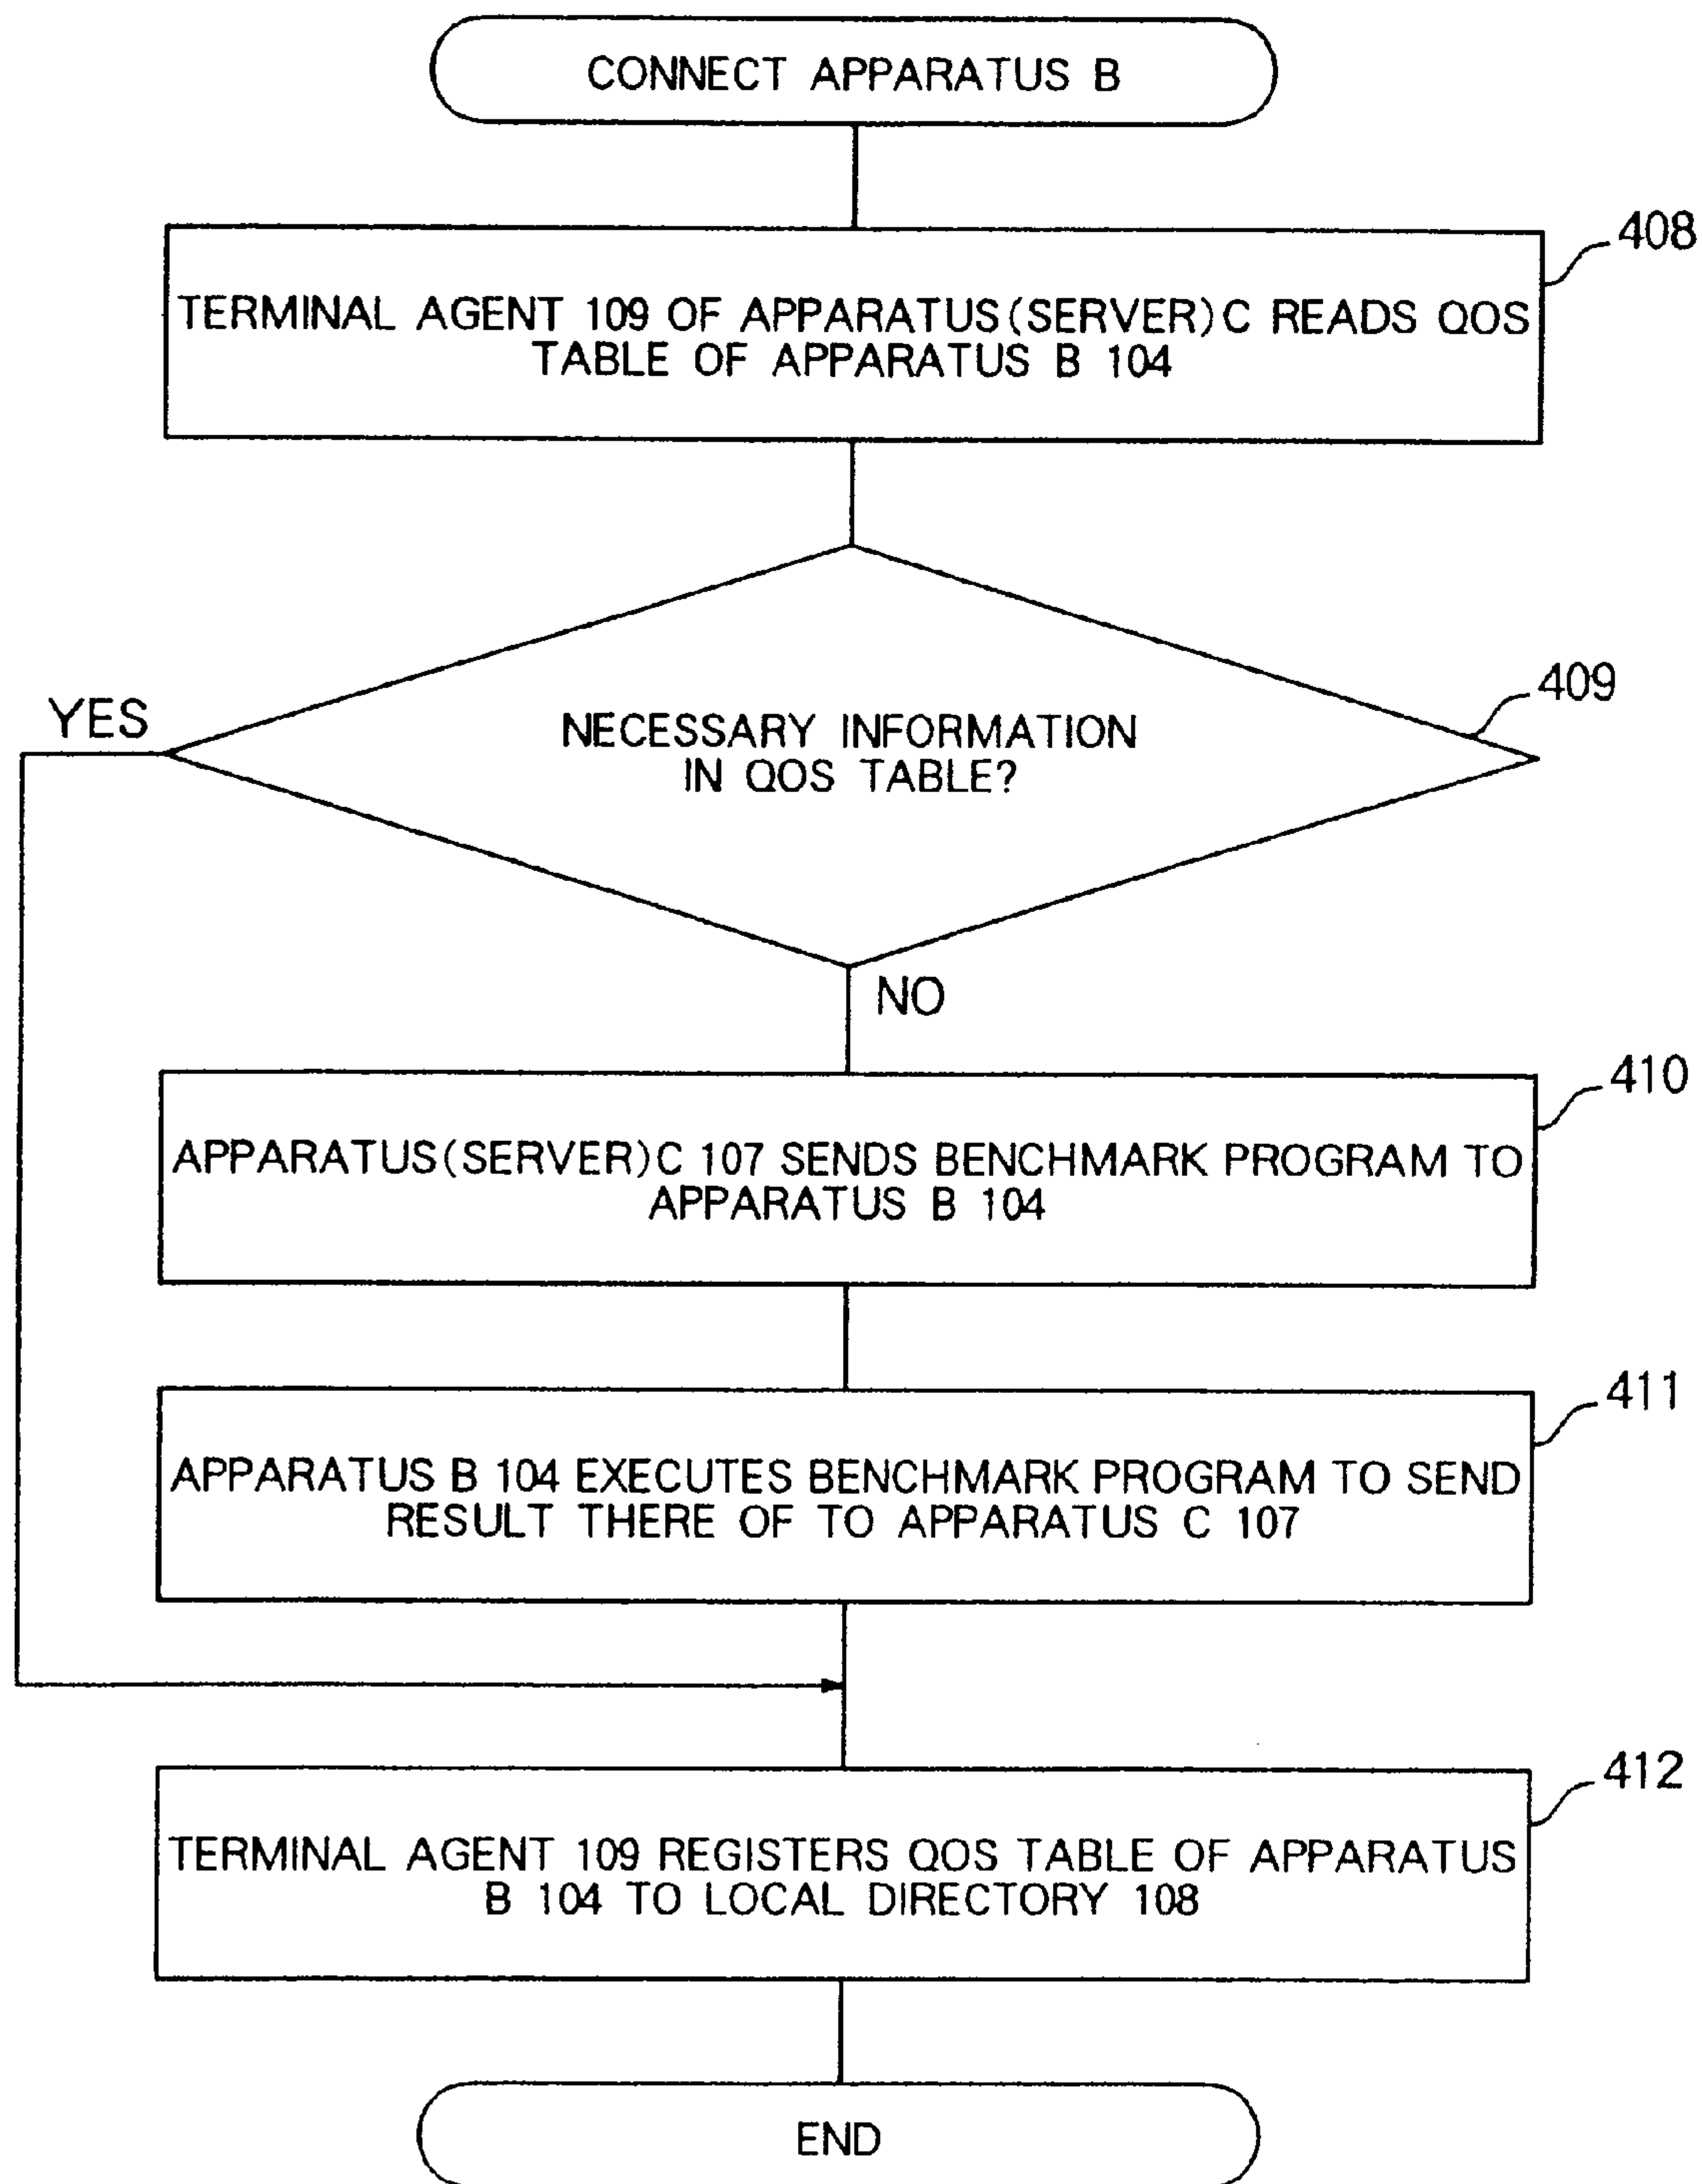 CONNECT APPARATUS B
408
TERMINAL AGENT 109 OF APPARATUS(SERVER)C READS QOS
TABLE OF APPARATUS B 104
409
YES
NECESSARY INFORMATION
IN QOS TABLE?
NO
410
APPARATUS(SERVER)C 107 SENDS BENCHMARK PROGRAM TO
APPARATUS B 104
411
APPARATUS B 104 EXECUTES BENCHMARK PROGRAM TO SEND
RESULT THERE OF TO APPARATUS C 107
412
TERMINAL AGENT 109 REGISTERS QOS TABLE OF APPARATUS
B 104 TO LOCAL DIRECTORY 108
END